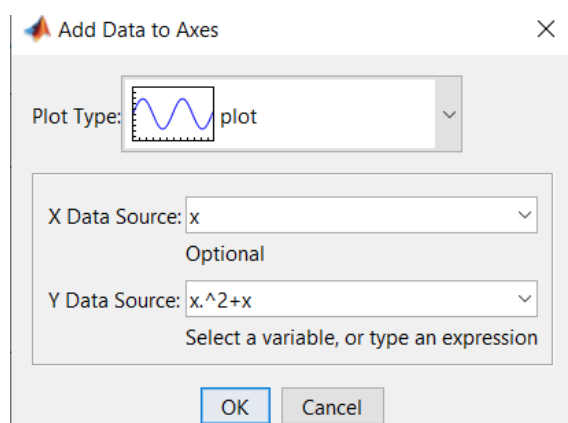 Add Data to Axes
Plot Type: plot
X Data Source: x
Optional
Y Data Source: x.^2+x
Select a variable, or type an expression
OK Cancel